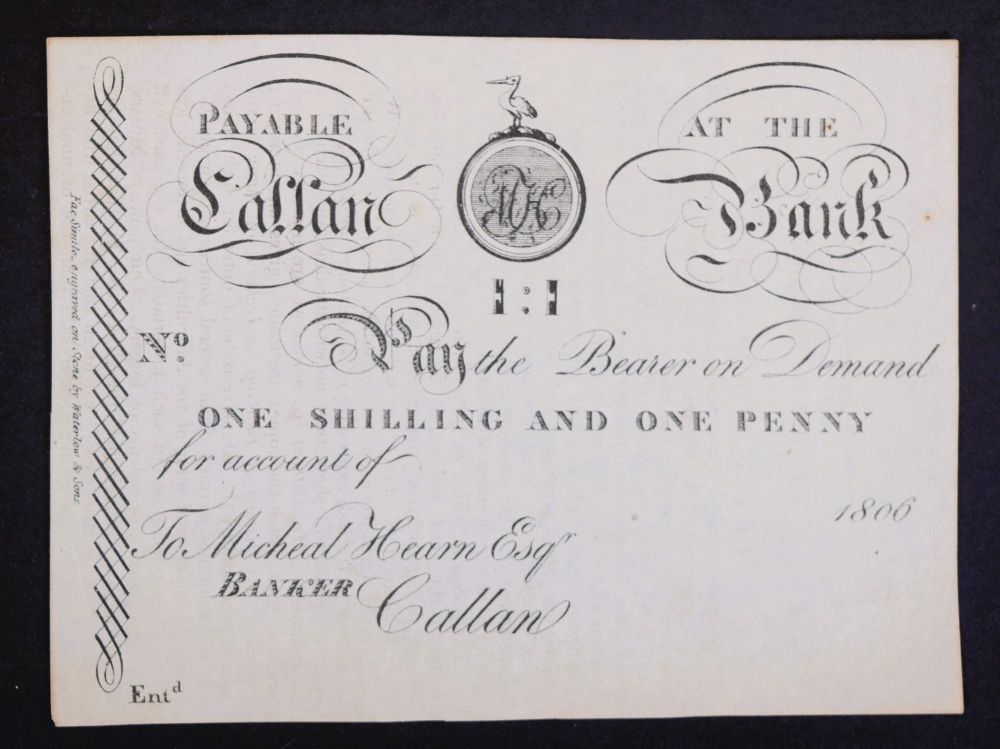 PAYABLE AT THE
Callan Bank
1:1
No.
Pay the Bearer on Demand
ONE SHILLING AND ONE PENNY
for account of
1806
To Micheal Hearn Esqr
BANKER Callan
Entd
Fac Simile engraved on Stone by Waterlow & Sons.